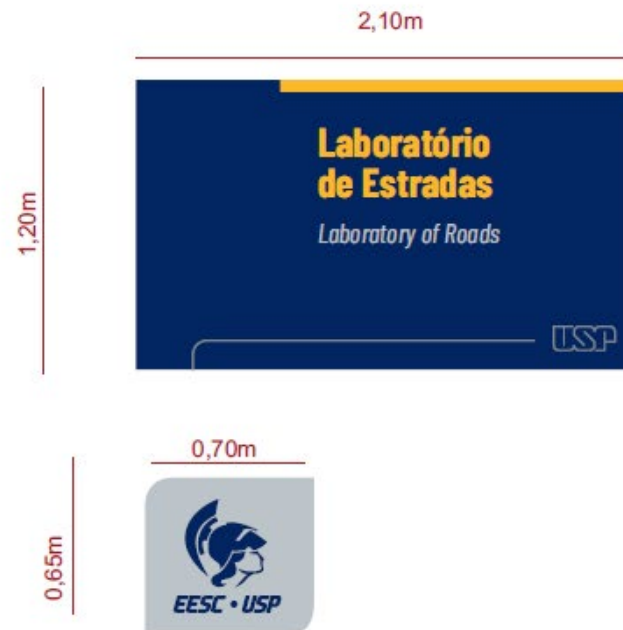 2,10m
1,20m
Laboratório
de Estradas
Laboratory of Roads
USP
0,70m
0,65m
EESC • USP